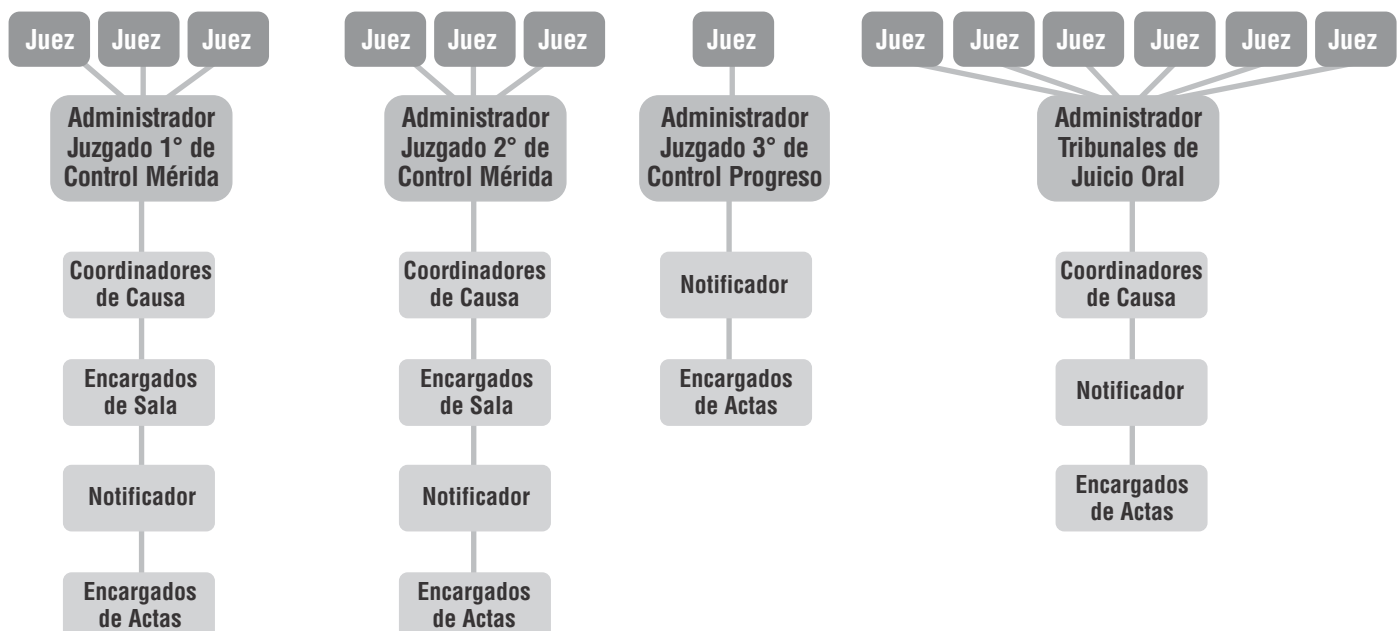 Juez Juez Juez
Administrador
Juzgado 1° de
Control Mérida
Coordinadores
de Causa
Encargados
de Sala
Notificador
Encargados
de Actas
Juez Juez Juez
Administrador
Juzgado 2° de
Control Mérida
Coordinadores
de Causa
Encargados
de Sala
Notificador
Encargados
de Actas
Juez
Administrador
Juzgado 3° de
Control Progreso
Notificador
Encargados
de Actas
Juez Juez Juez Juez Juez Juez
Administrador
Tribunales de
Juicio Oral
Coordinadores
de Causa
Notificador
Encargados
de Actas